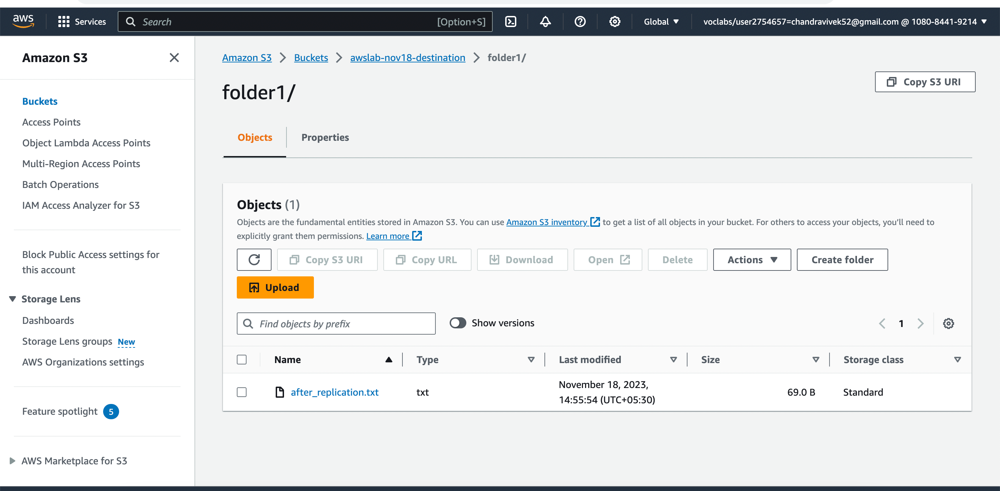 aws
Services
Search
[Option+S]
Global
voclabs/user2754657=chandravivek52@gmail.com @ 1080-8441-9214
Amazon S3
Buckets
Access Points
Object Lambda Access Points
Multi-Region Access Points
Batch Operations
IAM Access Analyzer for S3
Block Public Access settings for
this account
Storage Lens
Dashboards
Storage Lens groups New
AWS Organizations settings
Feature spotlight 5
AWS Marketplace for S3
Amazon S3 > Buckets > awslab-nov18-destination > folder1/
folder1/
Copy S3 URI
Objects
Properties
Objects (1)
Objects are the fundamental entities stored in Amazon S3. You can use Amazon S3 inventory to get a list of all objects in your bucket. For others to access your objects, you’ll need to
explicitly grant them permissions. Learn more
Copy S3 URI
Copy URL
Download
Open
Delete
Actions
Create folder
Upload
Find objects by prefix
Show versions
1
Name
Type
Last modified
Size
Storage class
after_replication.txt
txt
November 18, 2023,
14:55:54 (UTC+05:30)
69.0 B
Standard